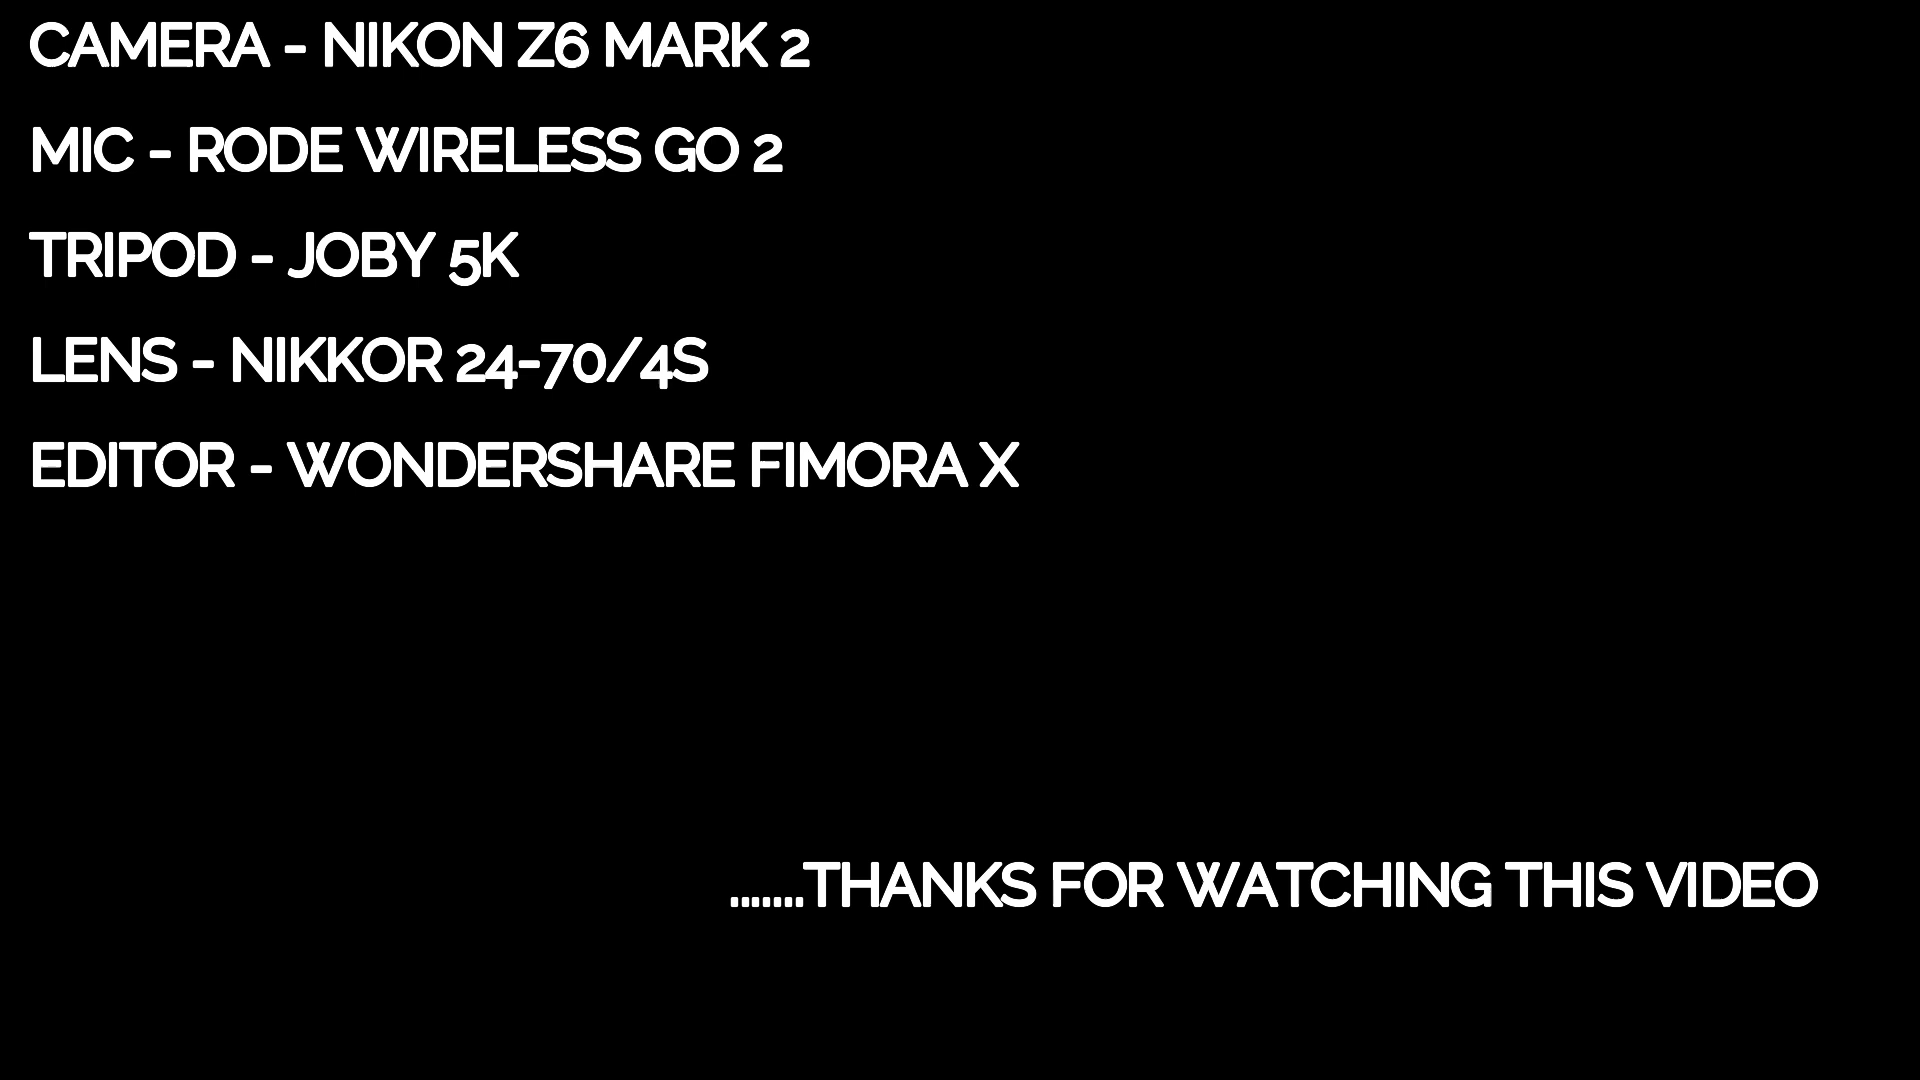 CAMERA - NIKON Z6 MARK 2
MIC - RODE WIRELESS GO 2
TRIPOD - JOBY 5K
LENS - NIKKOR 24-70/4S
EDITOR - WONDERSHARE FIMORA X
.......THANKS FOR WATCHING THIS VIDEO